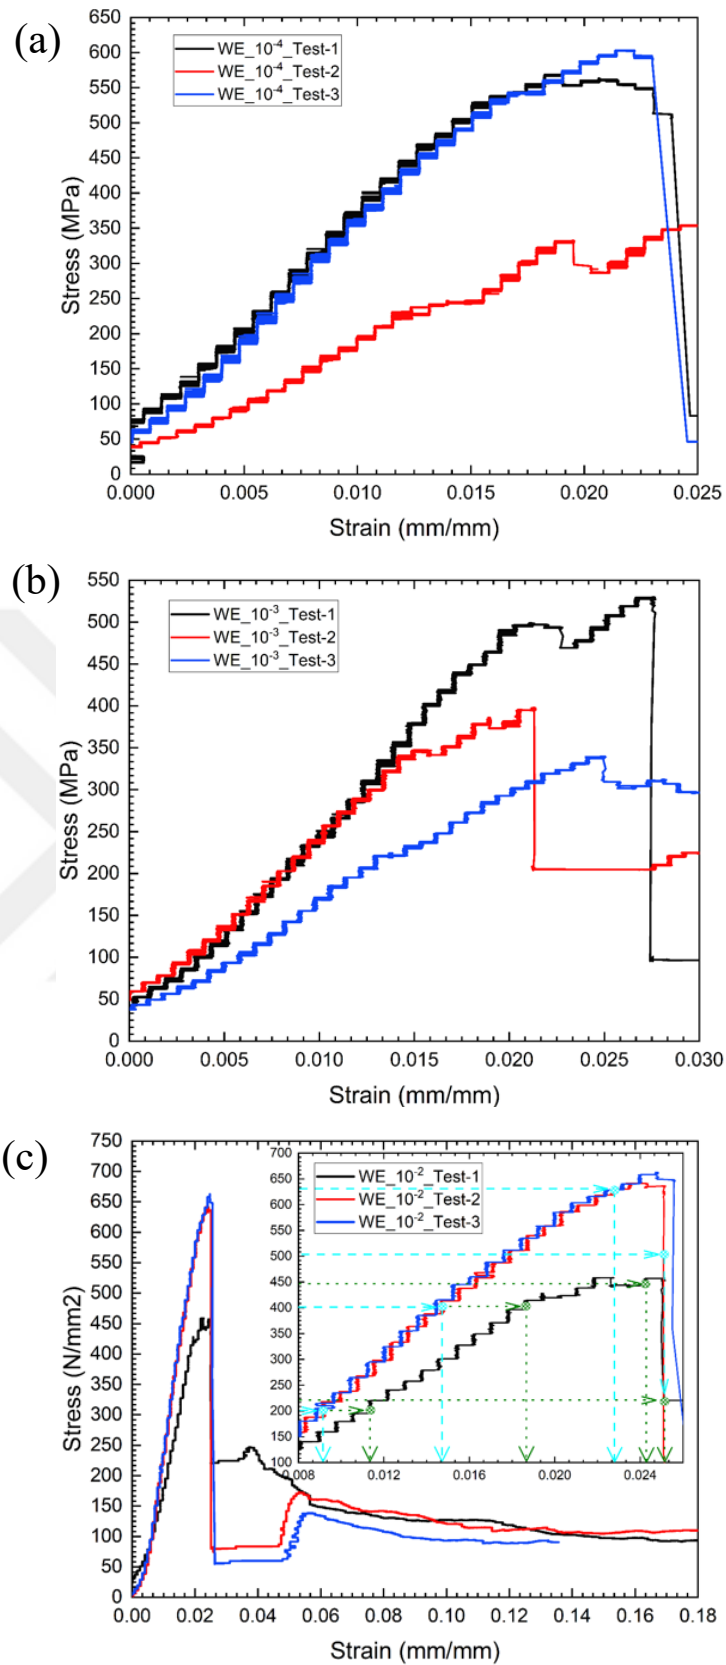 (a)
650
600
550
500
450
400
350
300
250
200
150
100
50
0
Stress (MPa)
WE_10⁻⁴_Test-1
WE_10⁻⁴_Test-2
WE_10⁻⁴_Test-3
0.000 0.005 0.010 0.015 0.020 0.025
Strain (mm/mm)
(b)
550
500
450
400
350
300
250
200
150
100
50
0
Stress (MPa)
WE_10⁻³_Test-1
WE_10⁻³_Test-2
WE_10⁻³_Test-3
0.000 0.005 0.010 0.015 0.020 0.025 0.030
Strain (mm/mm)
(c)
750
700
650
600
550
500
450
400
350
300
250
200
150
100
50
0
Stress (N/mm2)
700
650
600
550
500
450
400
350
300
250
200
150
100
WE_10⁻²_Test-1
WE_10⁻²_Test-2
WE_10⁻²_Test-3
0.008 0.012 0.016 0.020 0.024
0.00 0.02 0.04 0.06 0.08 0.10 0.12 0.14 0.16 0.18
Strain (mm/mm)